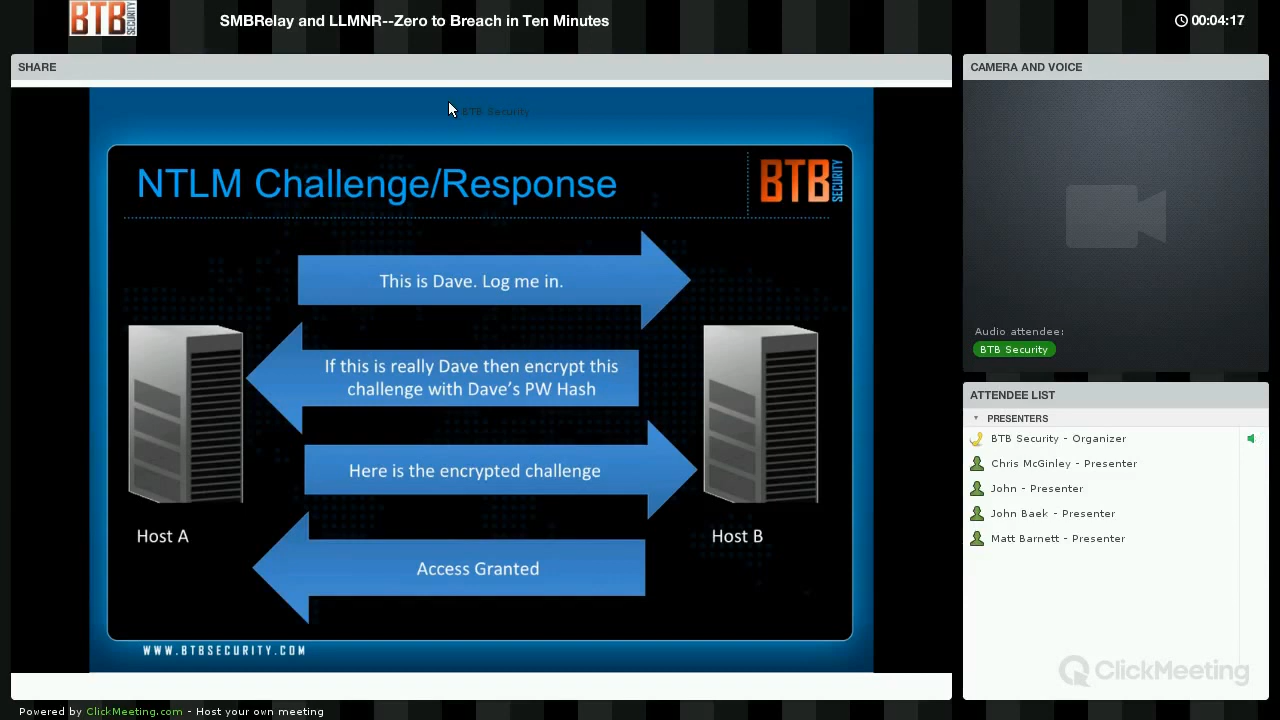 BTB SECURITY
SMBRelay and LLMNR--Zero to Breach in Ten Minutes
00:04:17
SHARE
BTB Security
NTLM Challenge/Response
BTB SECURITY
This is Dave. Log me in.
If this is really Dave then encrypt this
challenge with Dave's PW Hash
Here is the encrypted challenge
Host A
Host B
Access Granted
WWW.BTBSECURITY.COM
CAMERA AND VOICE
Audio attendee:
BTB Security
ATTENDEE LIST
PRESENTERS
BTB Security - Organizer
Chris McGinley - Presenter
John - Presenter
John Baek - Presenter
Matt Barnett - Presenter
ClickMeeting
Powered by ClickMeeting.com - Host your own meeting